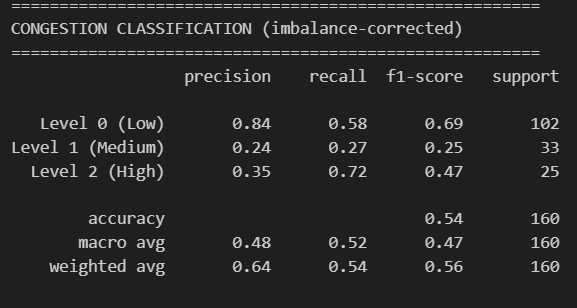 ============================================================
CONGESTION CLASSIFICATION (imbalance-corrected)
============================================================
precision recall f1-score support
Level 0 (Low) 0.84 0.58 0.69 102
Level 1 (Medium) 0.24 0.27 0.25 33
Level 2 (High) 0.35 0.72 0.47 25
accuracy 0.54 160
macro avg 0.48 0.52 0.47 160
weighted avg 0.64 0.54 0.56 160